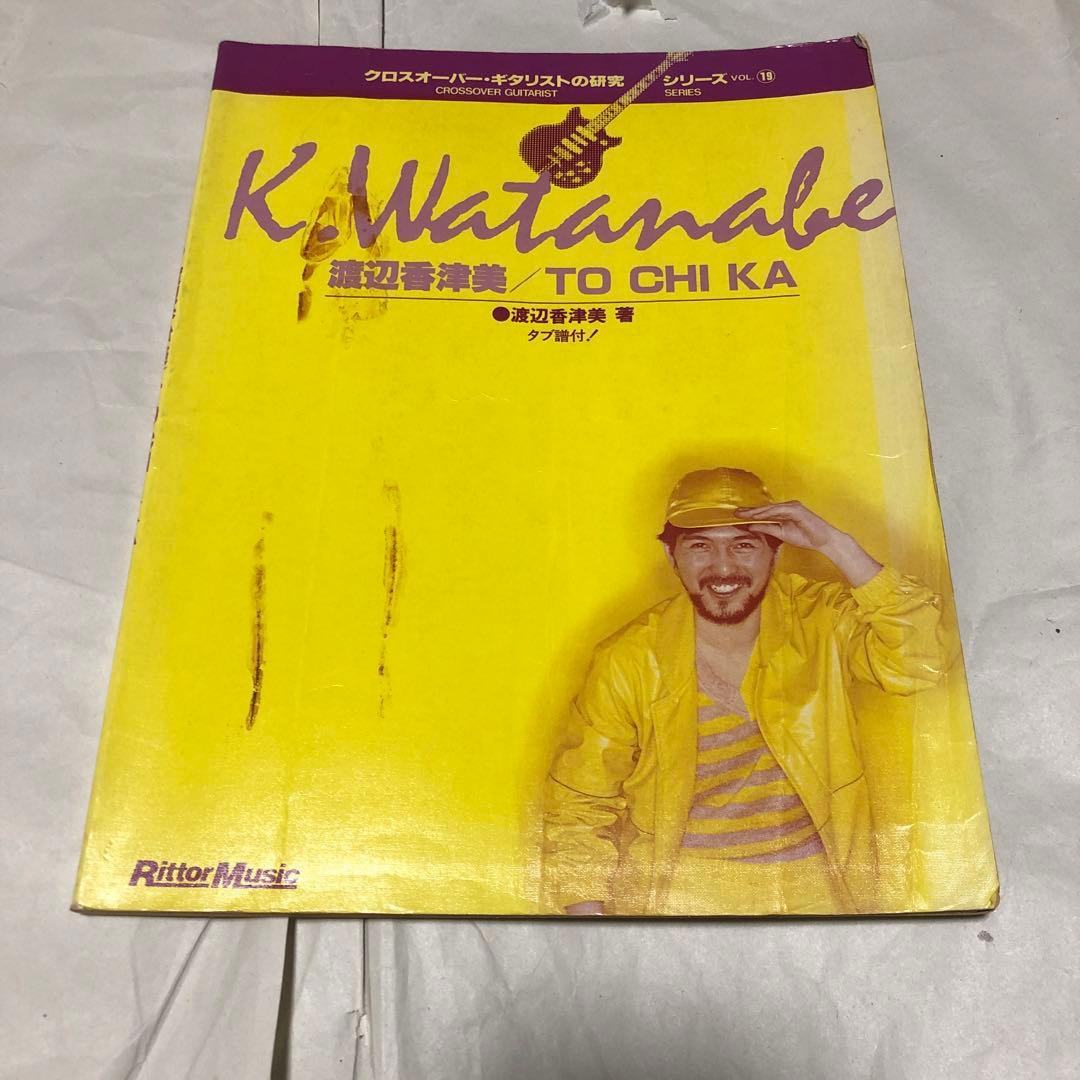 クロスオーバー・ギタリストの研究 シリーズ VOL. ⑲
CROSSOVER GUITARIST SERIES
K.Watanabe
渡辺香津美／TO CHI KA
●渡辺香津美 著
タブ譜付！
RittorMusic